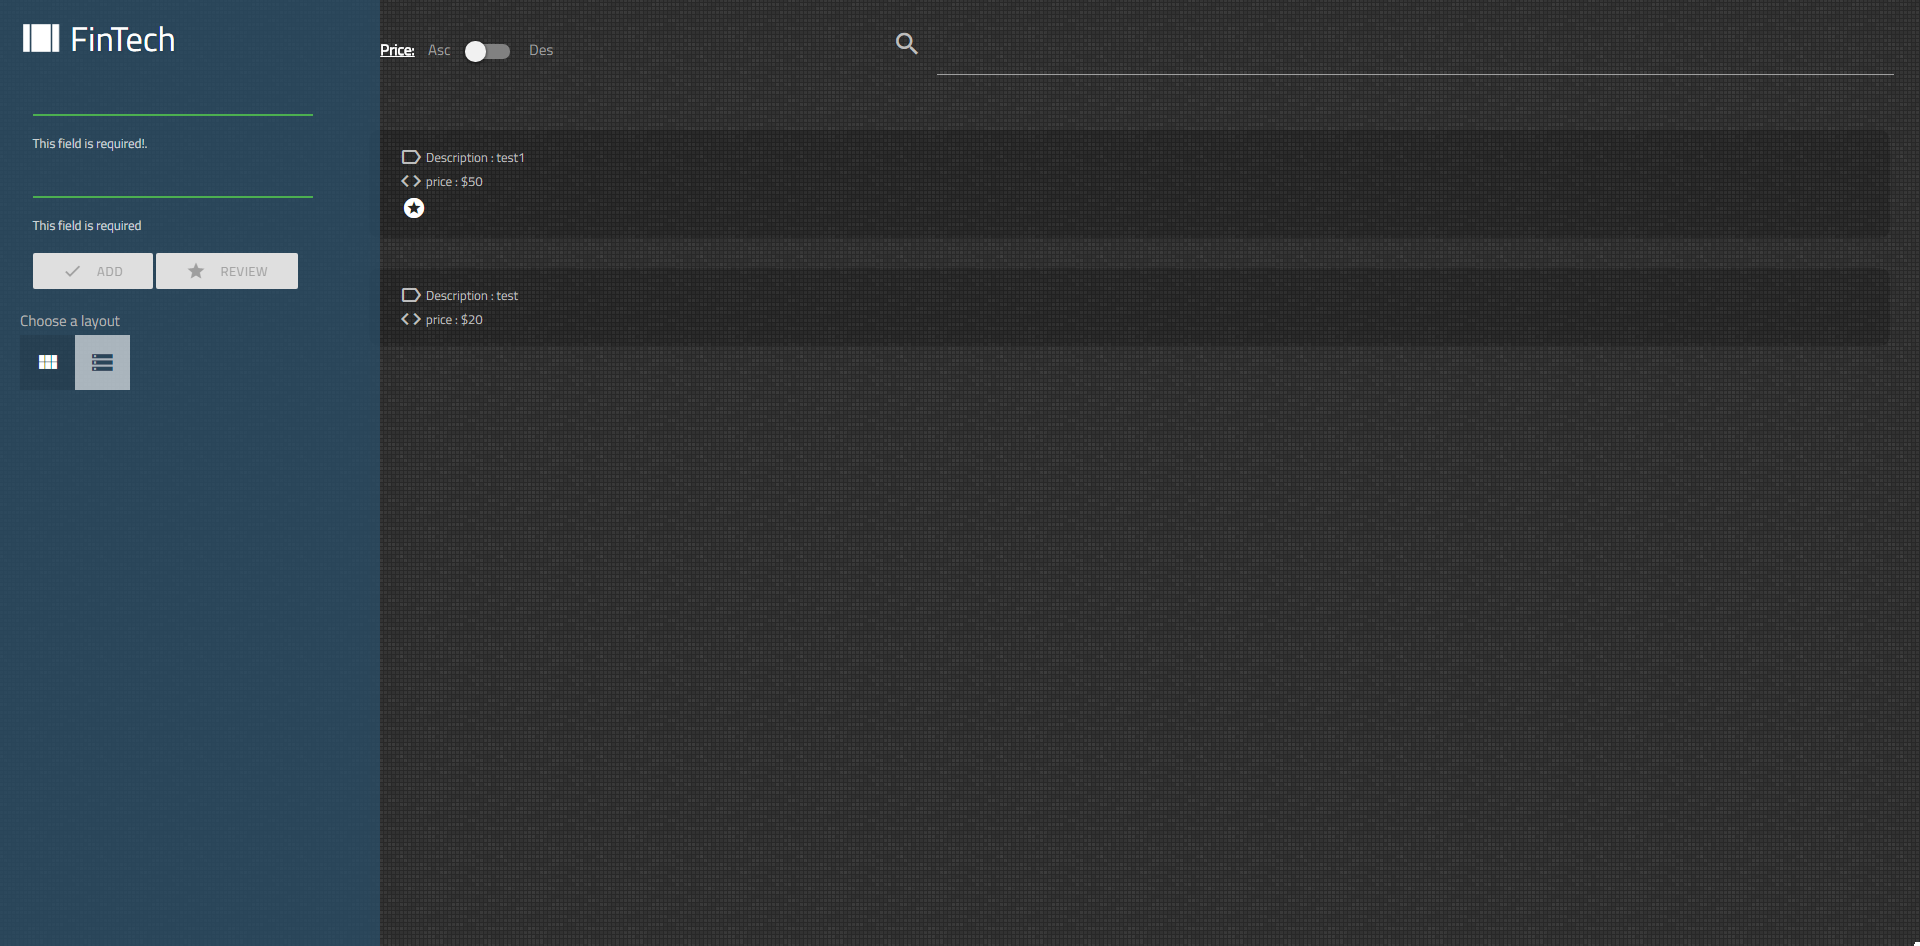 FinTech
This field is required!.
This field is required
ADD
REVIEW
Choose a layout
Price: Asc Des
Description : test1
price : $50
Description : test
price : $20